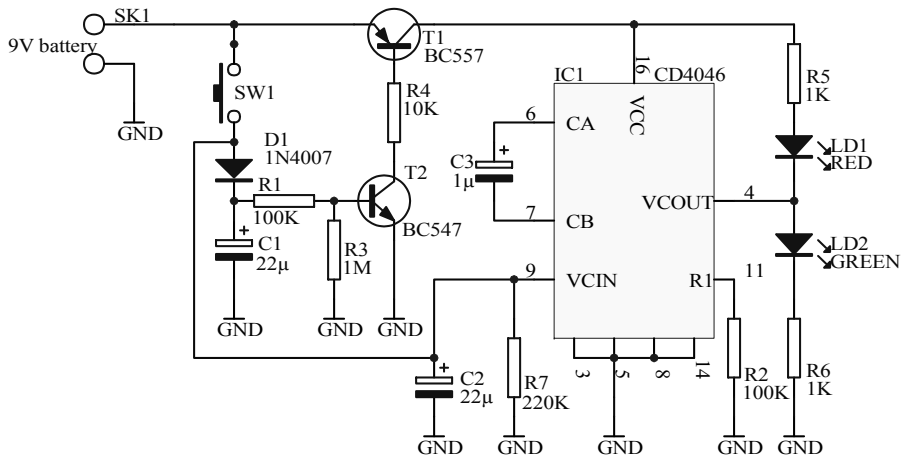 SK1
9V battery
GND
SW1
D1
1N4007
R1
100K
C1
22μ
GND
R3
1M
GND
T1
BC557
R4
10K
T2
BC547
GND
IC1
CD4046
16
VCC
6
CA
C3
1μ
7
CB
VCOUT
4
9
VCIN
R1
11
3
5
8
14
C2
22μ
GND
R7
220K
GND
GND
R2
100K
GND
R5
1K
LD1
RED
LD2
GREEN
R6
1K
GND